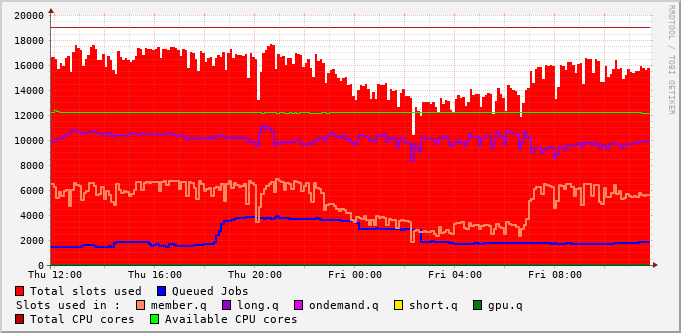 20000
18000
16000
14000
12000
10000
8000
6000
4000
2000
0
Thu 12:00 Thu 16:00 Thu 20:00 Fri 00:00 Fri 04:00 Fri 08:00
Total slots used Queued Jobs
Slots used in : member.q long.q ondemand.q short.q gpu.q
Total CPU cores Available CPU cores
RRDTOOL / TOBI OETIKER